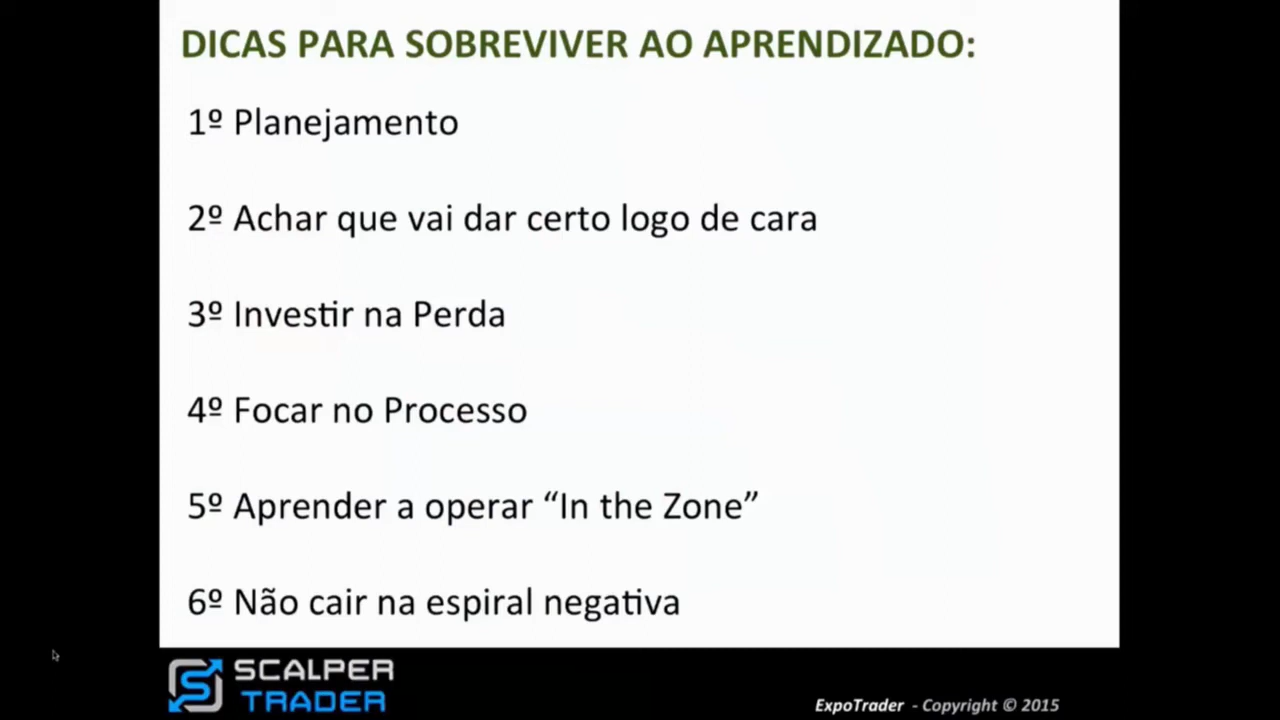 DICAS PARA SOBREVIVER AO APRENDIZADO:
1º Planejamento
2º Achar que vai dar certo logo de cara
3º Investir na Perda
4º Focar no Processo
5º Aprender a operar “In the Zone”
6º Não cair na espiral negativa
SCALPER
TRADER
ExpoTrader - Copyright © 2015